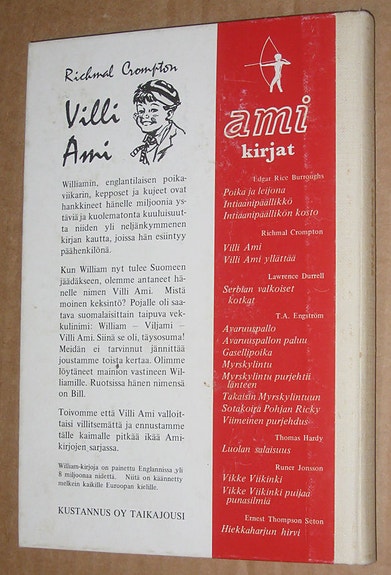 Richmal Crompton
Villi
Ami
Williamin, englantilaisen poika-
viikarin, kepposet ja kujeet ovat
hankkineet hänelle miljoonia ys-
täviä ja kuolematonta kuuluisuut-
ta niiden yli neljänkymmenen
kirjan kautta, joissa hän esiintyy
päähenkilönä.
Kun William nyt tulee Suomeen
jäädäkseen, olemme antaneet hä-
nelle nimen Villi Ami. Mistä
moinen keksintö? Pojalle oli saa-
tava suomalaisittain taipuva vek-
kulinimi: William — Viljami —
Villi Ami. Siinä se oli, täysosuma!
Meidän ei tarvinnut jännittää
joustamme toista kertaa. Olimme
löytäneet mainion vastineen Wil-
liamille. Ruotsissa hänen nimensä
on Bill.
Toivomme että Villi Ami valloit-
taisi villitsemättä ja ennustamme
tälle kaimalle pitkää ikää Ami-
kirjojen sarjassa.
William-kirjoja on painettu Englannissa yli
8 miljoonaa nidettä. Niitä on käännetty
melkein kaikille Euroopan kielille.
KUSTANNUS OY TAIKAJOUSI
ami
kirjat
Edgar Rice Burroughs
Poika ja leijona
Intiaanipäällikkö
Intiaanipäällikön kosto
Richmal Crompton
Villi Ami
Villi Ami yllättää
Lawrence Durrell
Serbian valkoiset
kotkat
T.A. Engström
Avaruuspallo
Avaruuspallon paluu
Gasellipoika
Myrskylintu
Myrskylintu purjehtii
länteen
Takaisin Myrskylintuun
Sotakoira Pohjan Ricky
Viimeinen purjehdus
Thomas Hardy
Luolan salaisuus
Runer Jonsson
Vikke Viikinki
Vikke Viikinki puijaa
punasilmiä
Ernest Thompson Seton
Hiekkaharjun hirvi